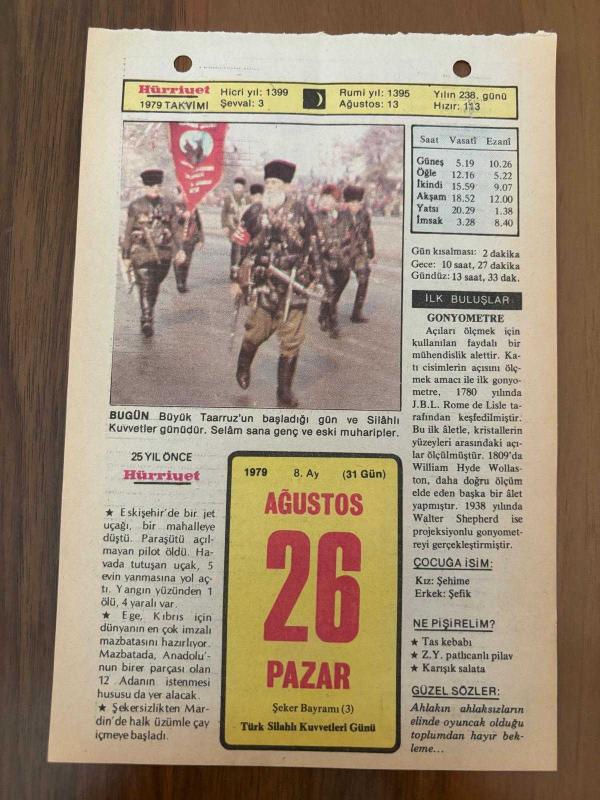 Hürriyet
1979 TAKVİMİ
Hicri yıl: 1399
Şevval: 3
Rumi yıl: 1395
Ağustos: 13
Yılın 238. günü
Hızır: 113
Saat Vasatî Ezanî
Güneş 5.19 10.26
Öğle 12.16 5.22
İkindi 15.59 9.07
Akşam 18.52 12.00
Yatsı 20.29 1.38
İmsak 3.28 8.40
Gün kısalması: 2 dakika
Gece: 10 saat, 27 dakika
Gündüz: 13 saat, 33 dak.
İLK BULUŞLAR
GONYOMETRE
Açıları ölçmek için
kullanılan faydalı bir
mühendislik alettir. Ka-
tı cisimlerin açısını ölç-
mek amacı ile ilk gonyo-
metre, 1780 yılında
J.B.L. Rome de Lisle ta-
rafından keşfedilmiştir.
Bu ilk âletle, kristallerin
yüzeyleri arasındaki açı-
lar ölçülmüştür. 1809'da
William Hyde Wollas-
ton, daha doğru ölçüm
elde eden başka bir âlet
yapmıştır. 1938 yılında
Walter Shepherd ise
projeksiyonlu gonyomet-
reyi gerçekleştirmiştir.
ÇOCUĞA İSİM:
Kız: Şehime
Erkek: Şefik
NE PİŞİRELİM?
★ Tas kebabı
★ Z.Y. patlıcanlı pilav
★ Karışık salata
GÜZEL SÖZLER:
Ahlakın ahlaksızların
elinde oyuncak olduğu
toplumdan hayır bek-
leme...
BUGÜN Büyük Taarruz'un başladığı gün ve Silâhlı
Kuvvetler günüdür. Selâm sana genç ve eski muharipler.
25 YIL ÖNCE
Hürriyet
★ Eskişehir'de bir jet
uçağı, bir mahalleye
düştü. Paraşütü açıl-
mayan pilot öldü. Ha-
vada tutuşan uçak, 5
evin yanmasına yol aç-
tı. Yangın yüzünden 1
ölü, 4 yaralı var.
★ Ege, Kıbrıs için
dünyanın en çok imzalı
mazbatasını hazırlıyor.
Mazbatada, Anadolu'-
nun birer parçası olan
12 Adanın istenmesi
hususu da yer alacak.
★ Şekersizlikten Mar-
din'de halk üzümle çay
içmeye başladı.
1979 8. Ay (31 Gün)
AĞUSTOS
26
PAZAR
Şeker Bayramı (3)
Türk Silahlı Kuvvetleri Günü